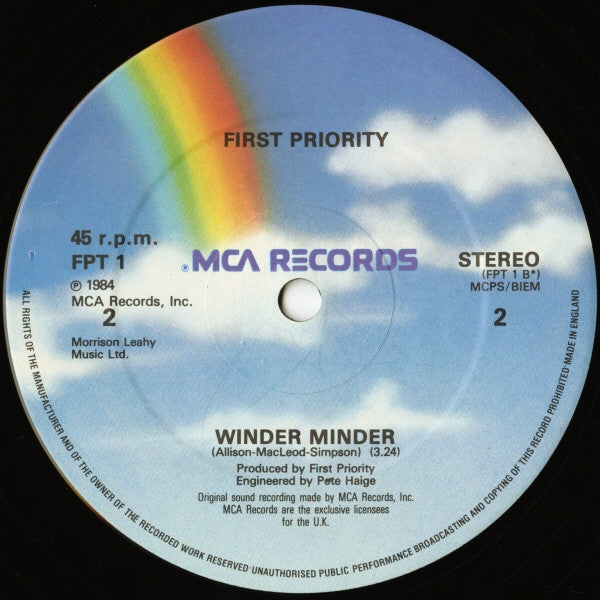 FIRST PRIORITY
45 r.p.m.
FPT 1
℗ 1984
MCA Records, Inc.
2
Morrison Leahy
Music Ltd.
®MCA RECORDS
STEREO
(FPT 1 B*)
MCPS/BIEM
2
WINDER MINDER
(Allison-MacLeod-Simpson) (3.24)
Produced by First Priority
Engineered by Pete Haige
Original sound recording made by MCA Records, Inc.
MCA Records are the exclusive licensees
for the U.K.
ALL RIGHTS OF THE MANUFACTURER AND OF THE OWNER OF THE RECORDED WORK RESERVED·UNAUTHORISED PUBLIC PERFORMANCE BROADCASTING AND COPYING OF THIS RECORD PROHIBITED·MADE IN ENGLAND